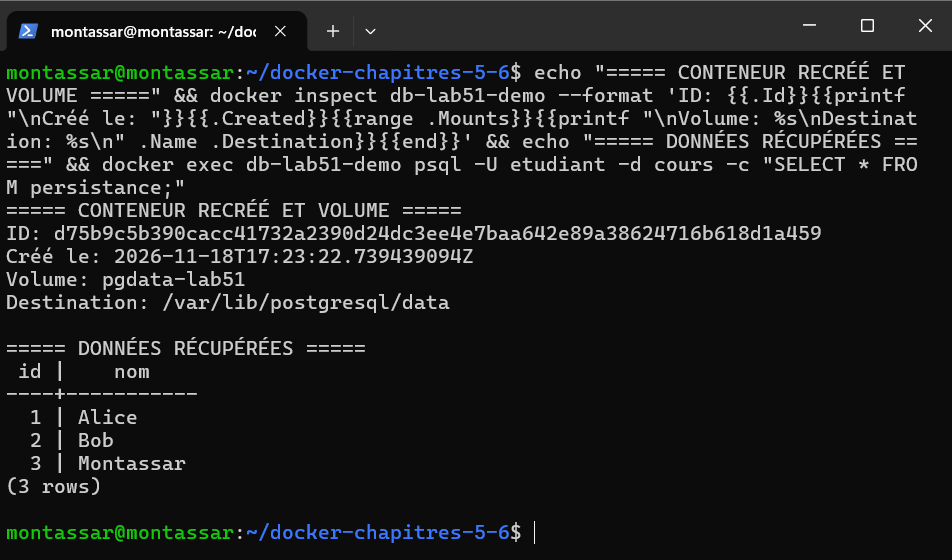 montassar@montassar: ~/doc
montassar@montassar:~/docker-chapitres-5-6$ echo "===== CONTENEUR RECRÉÉ ET
VOLUME =====" && docker inspect db-lab51-demo --format 'ID: {{.Id}}{{printf
"\nCréé le: "}}{{.Created}}{{range .Mounts}}{{printf "\nVolume: %s\nDestinat
ion: %s\n" .Name .Destination}}{{end}}' && echo "===== DONNÉES RÉCUPÉRÉES ==
===" && docker exec db-lab51-demo psql -U etudiant -d cours -c "SELECT * FRO
M persistance;"
===== CONTENEUR RECRÉÉ ET VOLUME =====
ID: d75b9c5b390cacc41732a2390d24dc3ee4e7baa642e89a38624716b618d1a459
Créé le: 2026-11-18T17:23:22.739439094Z
Volume: pgdata-lab51
Destination: /var/lib/postgresql/data
===== DONNÉES RÉCUPÉRÉES =====
 id |    nom
----+-----------
  1 | Alice
  2 | Bob
  3 | Montassar
(3 rows)
montassar@montassar:~/docker-chapitres-5-6$